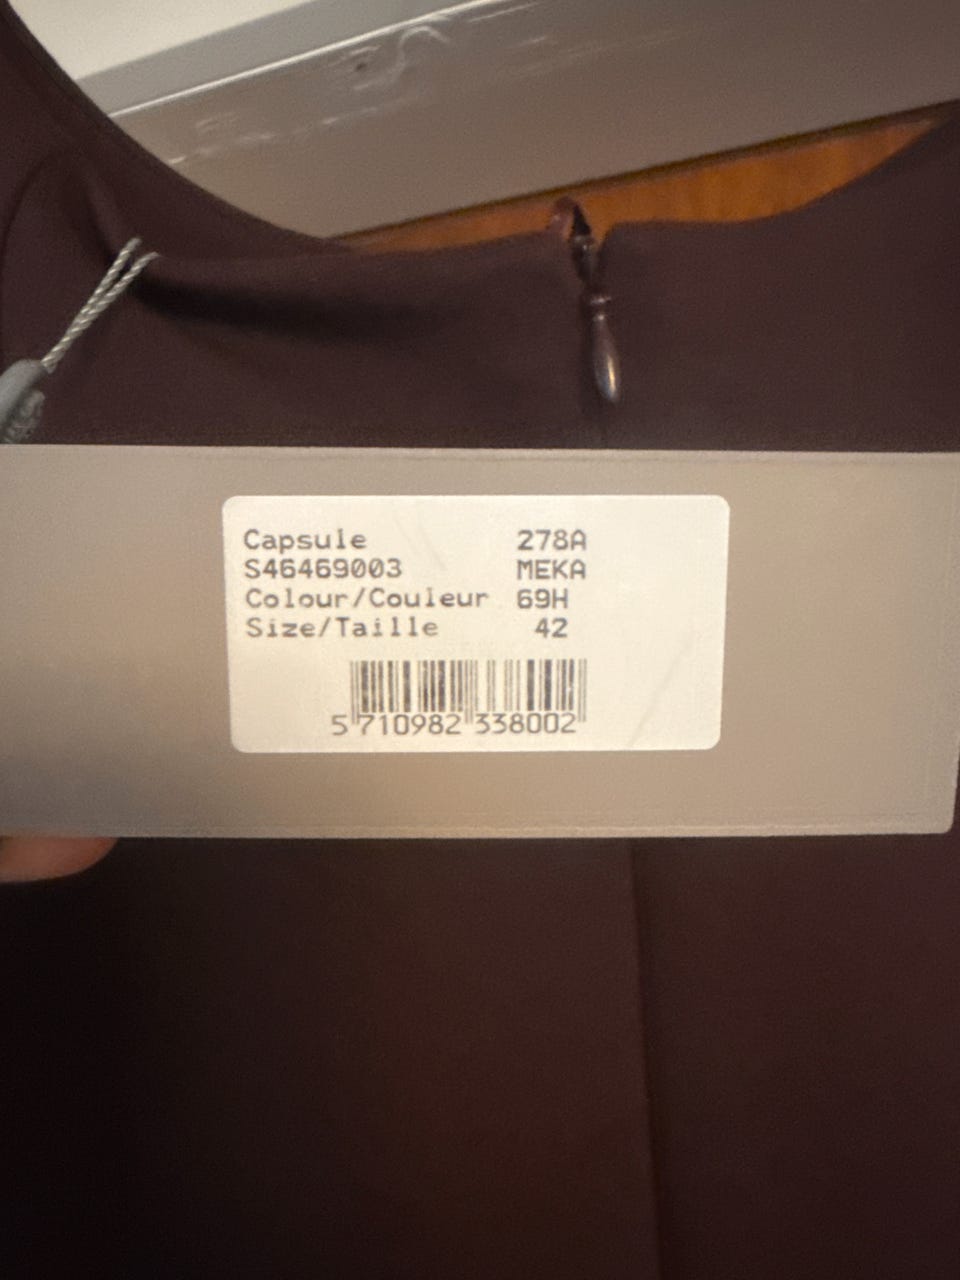 Capsule 278A
S46469003 MEKA
Colour/Couleur 69H
Size/Taille 42
5 710982 338002